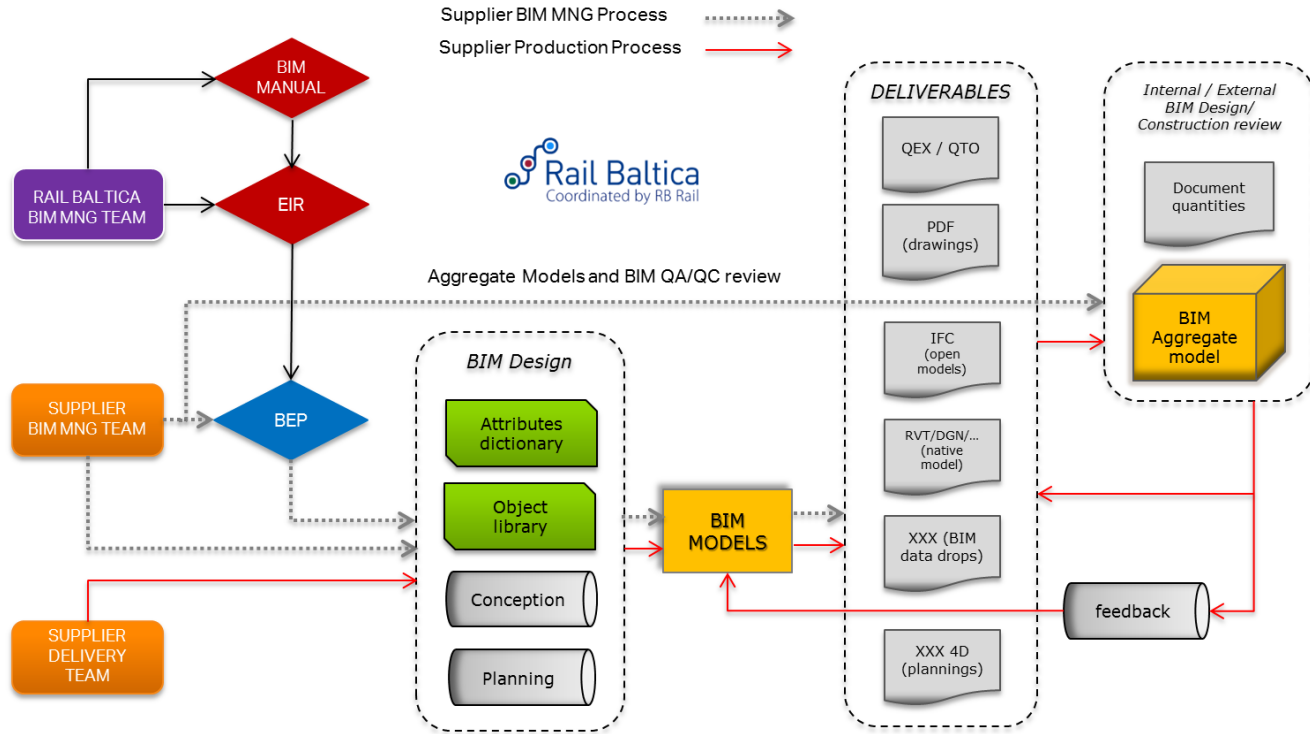 Supplier BIM MNG Process
Supplier Production Process
BIM
MANUAL
RAIL BALTICA
BIM MNG TEAM
EIR
Rail Baltica
Coordinated by RB Rail
Aggregate Models and BIM QA/QC review
SUPPLIER
BIM MNG TEAM
BEP
SUPPLIER
DELIVERY
TEAM
BIM Design
Attributes
dictionary
Object
library
Conception
Planning
BIM
MODELS
DELIVERABLES
QEX / QTO
PDF
(drawings)
IFC
(open
models)
RVT/DGN/...
(native
model)
XXX (BIM
data drops)
XXX 4D
(plannings)
Internal / External
BIM Design/
Construction review
Document
quantities
BIM
Aggregate
model
feedback